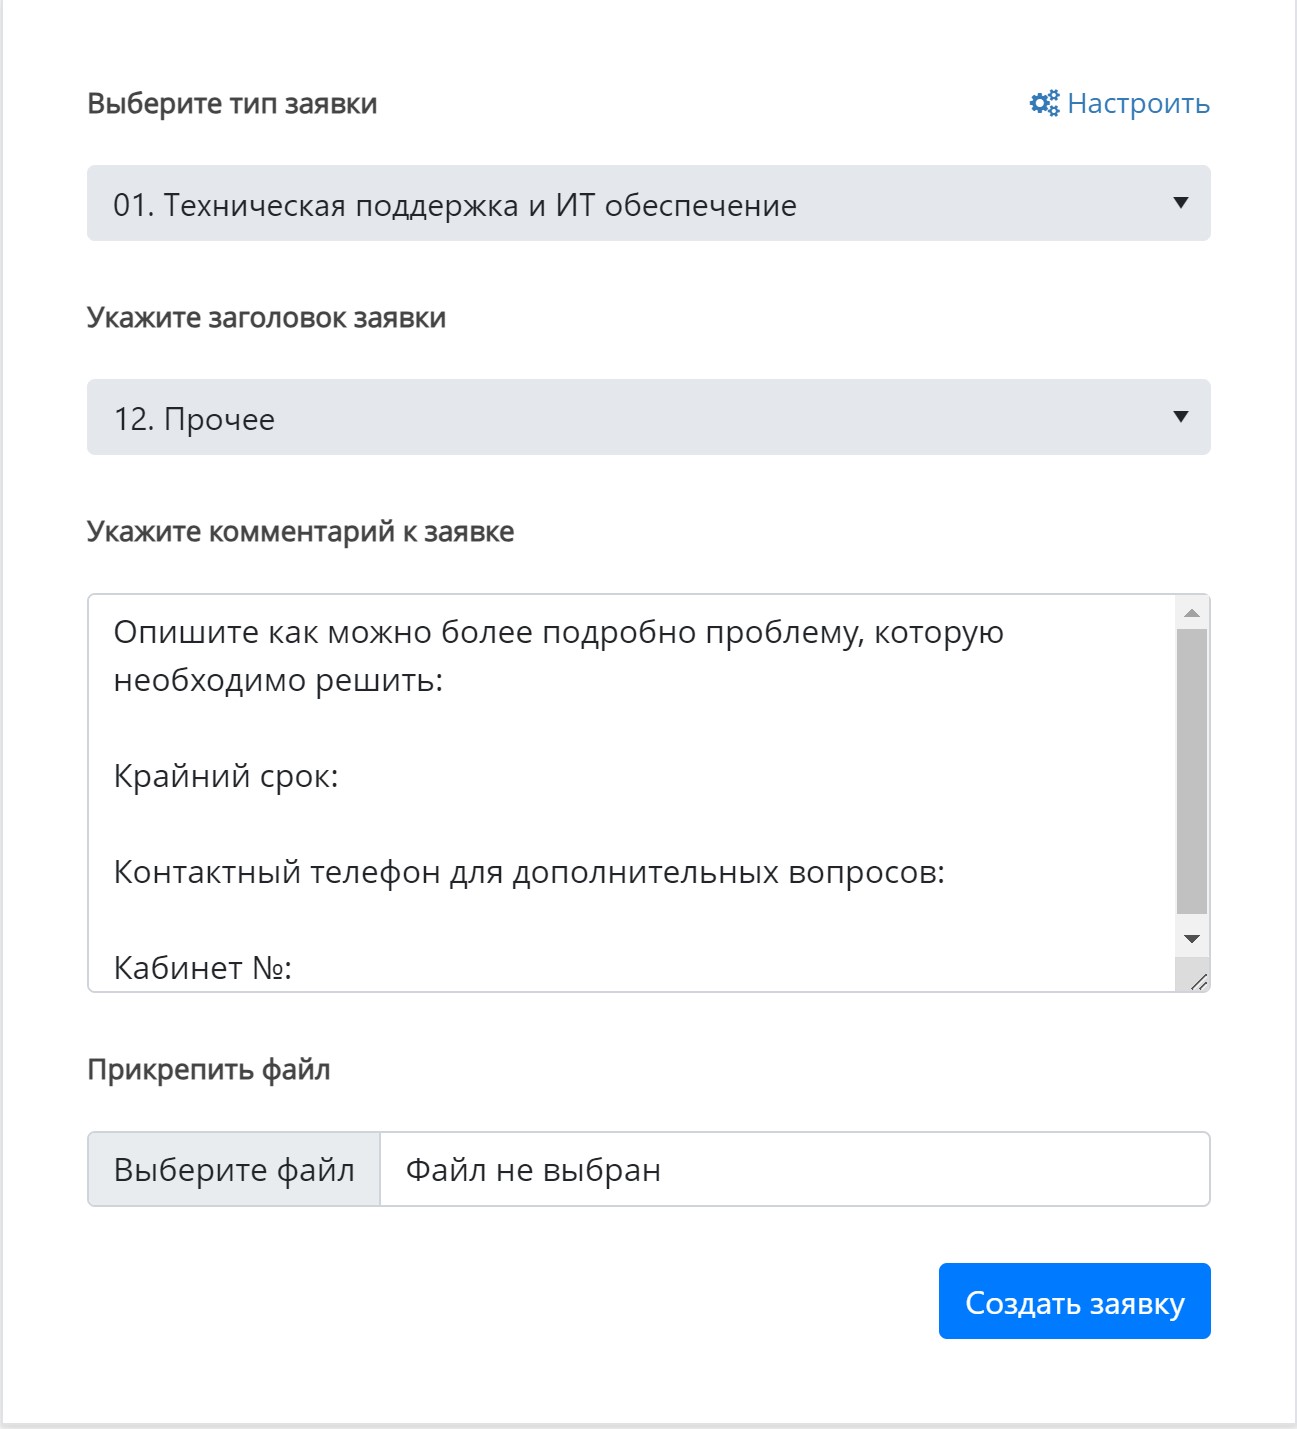 Выберите тип заявки
Настроить
01. Техническая поддержка и ИТ обеспечение
Укажите заголовок заявки
12. Прочее
Укажите комментарий к заявке
Опишите как можно более подробно проблему, которую
необходимо решить:
Крайний срок:
Контактный телефон для дополнительных вопросов:
Кабинет №:
Прикрепить файл
Выберите файл
Файл не выбран
Создать заявку